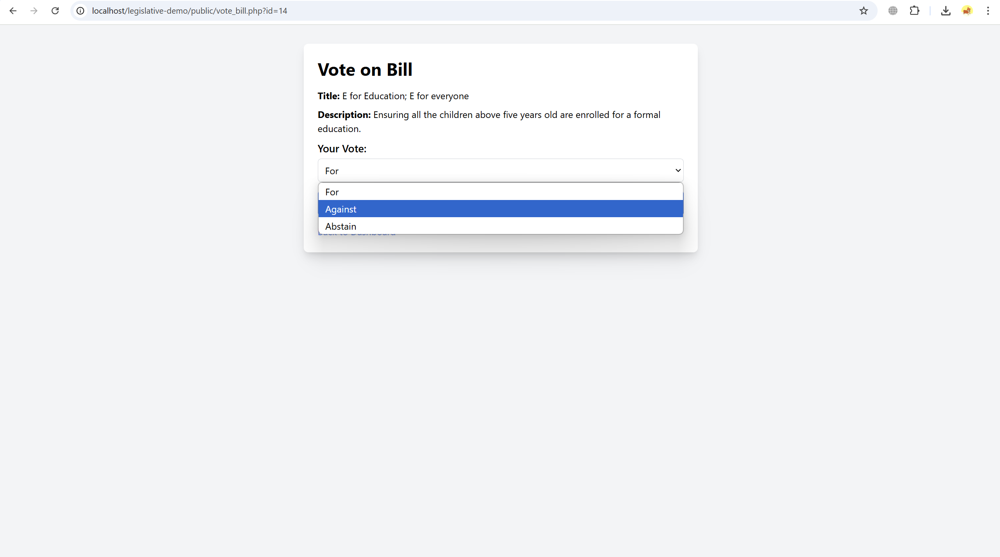 localhost/legislative-demo/public/vote_bill.php?id=14
Vote on Bill
Title: E for Education; E for everyone
Description: Ensuring all the children above five years old are enrolled for a formal
education.
Your Vote:
For
For
Against
Abstain